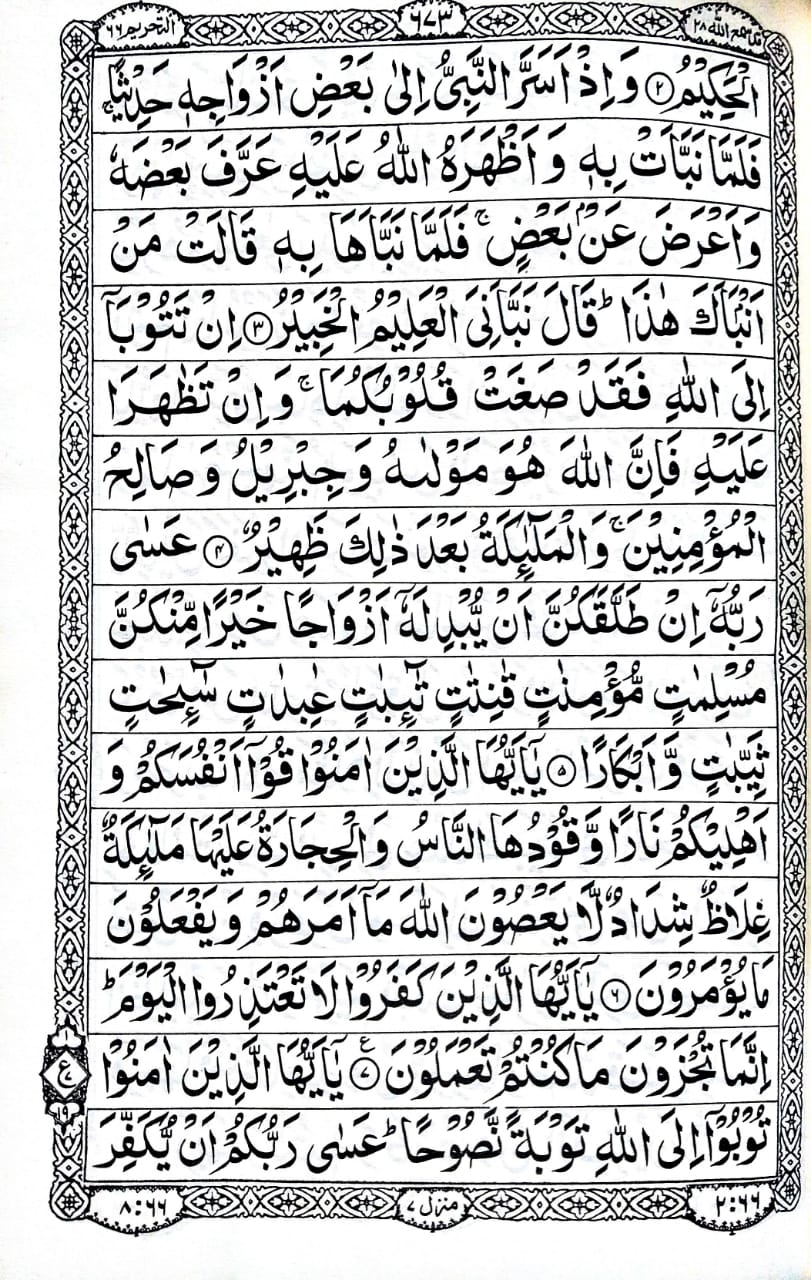 قد سمع الله ٢٨
٦٤٣
التحريم ٦٦
الْحَكِيْمُ ۝٢ وَ اِذْ اَسَرَّ النَّبِىُّ اِلٰى بَعْضِ اَزْوَاجِهٖ حَدِيْثًا ۚ
فَلَمَّا نَبَّاَتْ بِهٖ وَ اَظْهَرَهُ اللّٰهُ عَلَيْهِ عَرَّفَ بَعْضَهٗ
وَ اَعْرَضَ عَنْۢ بَعْضٍ ۚ فَلَمَّا نَبَّاَهَا بِهٖ قَالَتْ مَنْ
اَنْۢبَاَكَ هٰذَا ؕ قَالَ نَبَّاَنِىَ الْعَلِيْمُ الْخَبِيْرُ ۝٣ اِنْ تَتُوْبَاۤ
اِلَى اللّٰهِ فَقَدْ صَغَتْ قُلُوْبُكُمَا ۚ وَ اِنْ تَظٰهَرَا
عَلَيْهِ فَاِنَّ اللّٰهَ هُوَ مَوْلٰىهُ وَ جِبْرِيْلُ وَ صَالِحُ
الْمُؤْمِنِيْنَ ۚ وَ الْمَلٰٓئِكَةُ بَعْدَ ذٰلِكَ ظَهِيْرٌ ۝٤ عَسٰى
رَبُّهٗۤ اِنْ طَلَّقَكُنَّ اَنْ يُّبْدِلَهٗۤ اَزْوَاجًا خَيْرًا مِّنْكُنَّ
مُسْلِمٰتٍ مُّؤْمِنٰتٍ قٰنِتٰتٍ تٰٓئِبٰتٍ عٰبِدٰتٍ سٰٓئِحٰتٍ
ثَيِّبٰتٍ وَّ اَبْكَارًا ۝٥ يٰۤاَيُّهَا الَّذِيْنَ اٰمَنُوْا قُوْۤا اَنْفُسَكُمْ وَ
اَهْلِيْكُمْ نَارًا وَّ قُوْدُهَا النَّاسُ وَ الْحِجَارَةُ عَلَيْهَا مَلٰٓئِكَةٌ
غِلَاظٌ شِدَادٌ لَّا يَعْصُوْنَ اللّٰهَ مَاۤ اَمَرَهُمْ وَ يَفْعَلُوْنَ
مَا يُؤْمَرُوْنَ ۝٦ يٰۤاَيُّهَا الَّذِيْنَ كَفَرُوْا لَا تَعْتَذِرُوا الْيَوْمَ ؕ
اِنَّمَا تُجْزَوْنَ مَا كُنْتُمْ تَعْمَلُوْنَ ۝٧ يٰۤاَيُّهَا الَّذِيْنَ اٰمَنُوْا
تُوْبُوْۤا اِلَى اللّٰهِ تَوْبَةً نَّصُوْحًا ؕ عَسٰى رَبُّكُمْ اَنْ يُّكَفِّرَ
١
ع
١٩
٢:٦٦
منزل ٧
٨:٦٦